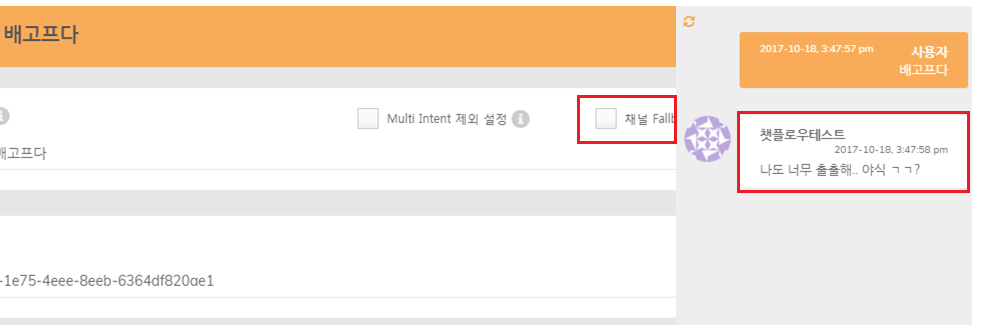 배고프다
Multi Intent 제외 설정
채널 Fallb
배고프다
-1e75-4eee-8eeb-6364df820ae1
2017-10-18, 3:47:57 pm 사용자
배고프다
챗플로우테스트
2017-10-18, 3:47:58 pm
나도 너무 출출해.. 야식 ㄱㄱ?